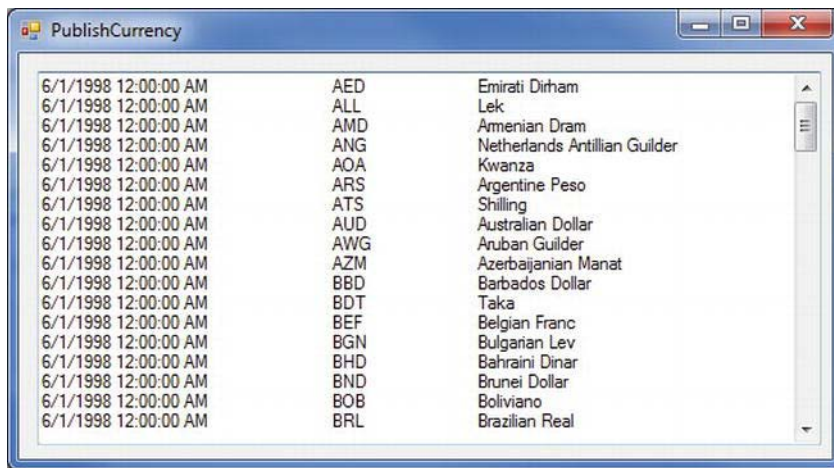 PublishCurrency
6/1/1998 12:00:00 AM AED Emirati Dirham
6/1/1998 12:00:00 AM ALL Lek
6/1/1998 12:00:00 AM AMD Armenian Dram
6/1/1998 12:00:00 AM ANG Netherlands Antillian Guilder
6/1/1998 12:00:00 AM AOA Kwanza
6/1/1998 12:00:00 AM ARS Argentine Peso
6/1/1998 12:00:00 AM ATS Shilling
6/1/1998 12:00:00 AM AUD Australian Dollar
6/1/1998 12:00:00 AM AWG Aruban Guilder
6/1/1998 12:00:00 AM AZM Azerbaijanian Manat
6/1/1998 12:00:00 AM BBD Barbados Dollar
6/1/1998 12:00:00 AM BDT Taka
6/1/1998 12:00:00 AM BEF Belgian Franc
6/1/1998 12:00:00 AM BGN Bulgarian Lev
6/1/1998 12:00:00 AM BHD Bahraini Dinar
6/1/1998 12:00:00 AM BND Brunei Dollar
6/1/1998 12:00:00 AM BOB Boliviano
6/1/1998 12:00:00 AM BRL Brazilian Real